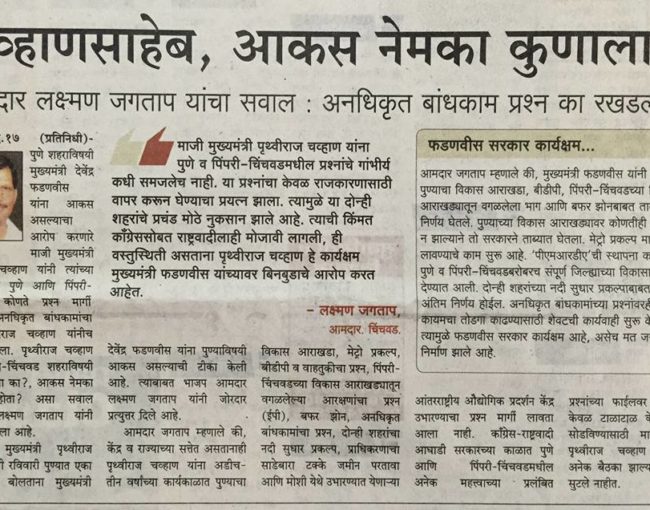 व्हाणसाहेब, आकस नेमका कुणाला
दार लक्ष्मण जगताप यांचा सवाल : अनधिकृत बांधकाम प्रश्न का रखडल
१७ (प्रतिनिधी)-
पुणे शहराविषयी
मुख्यमंत्री देवेंद्र
फडणवीस
यांना आकस
असल्याचा
आरोप करणारे
माजी मुख्यमंत्री
चव्हाण यांनी त्यांच्या
पुणे आणि पिंपरी-
कोणते प्रश्न मार्गी
अनधिकृत बांधकामांचा
राज चव्हाण यांनीच
ला. पृथ्वीराज चव्हाण
चवड शहराविषयी
का?, आकस नेमका
होता? असा सवाल
लक्ष्मण जगताप यांनी
ला आहे.
मुख्यमंत्री पृथ्वीराज
रविवारी पुण्यात एका
बोलताना मुख्यमंत्री
माजी मुख्यमंत्री पृथ्वीराज चव्हाण यांना
पुणे व पिंपरी-चिंचवडमधील प्रश्नांचे गांभीर्य
कधी समजलेच नाही. या प्रश्नांचा केवळ राजकारणासाठी
वापर करून घेण्याचा प्रयत्न झाला. त्यामुळे या दोन्ही
शहरांचे प्रचंड मोठे नुकसान झाले आहे. त्याची किंमत
काँग्रेससोबत राष्ट्रवादीलाही मोजावी लागली, ही
वस्तुस्थिती असताना पृथ्वीराज चव्हाण हे कार्यक्षम
मुख्यमंत्री फडणवीस यांच्यावर बिनबुडाचे आरोप करत
आहेत.
– लक्ष्मण जगताप,
आमदार. चिंचवड.
देवेंद्र फडणवीस यांना पुण्याविषयी
आकस असल्याची टीका केली
आहे. त्याबाबत भाजप आमदार
लक्ष्मण जगताप यांनी जोरदार
प्रत्युत्तर दिले आहे.
आमदार जगताप म्हणाले की,
केंद्र व राज्याच्या सत्तेत असतानाही
पृथ्वीराज चव्हाण यांना अडीच-
तीन वर्षांच्या कार्यकाळात पुण्याचा
विकास आराखडा, मेट्रो प्रकल्प,
बीडीपी व वाहतुकीचा प्रश्न, पिंपरी-
चिंचवडच्या विकास आराखड्यातून
वगळलेल्या आरक्षणांचा प्रश्न
(ईपी), बफर झोन, अनधिकृत
बांधकामांचा प्रश्न, दोन्ही शहरांचा
नदी सुधार प्रकल्प, प्राधिकरणाचा
साडेबारा टक्के जमीन परतावा
आणि मोशी येथे उभारण्यात येणाऱ्या
फडणवीस सरकार कार्यक्षम...
आमदार जगताप म्हणाले की, मुख्यमंत्री फडणवीस यांनी
पुण्याचा विकास आराखडा, बीडीपी, पिंपरी-चिंचवडच्या
आराखड्यातून वगळलेला भाग आणि बफर झोनबाबत ता
निर्णय घेतले. पुण्याच्या विकास आराखड्यावर कोणतीही
न झाल्याने तो सरकारने ताब्यात घेतला. मेट्रो प्रकल्प मा
लावण्याचे काम सुरू आहे. 'पीएमआरडीए'ची स्थापना क
पुणे व पिंपरी-चिंचवडबरोबरच संपूर्ण जिल्ह्याच्या विकासा
देण्यात आली. दोन्ही शहरांच्या नदी सुधार प्रकल्पाबाबत
अंतिम निर्णय होईल. अनधिकृत बांधकामांच्या प्रश्नांवरही
कायमचा तोडगा काढण्यासाठी शेवटची कार्यवाही सुरू के
त्यामुळे फडणवीस सरकार कार्यक्षम आहे, असेच मत ज
निर्माण झाले आहे.
आंतरराष्ट्रीय औद्योगिक प्रदर्शन केंद्र
उभारण्याचा प्रश्न मार्गी लावता
आला नाही. काँग्रेस-राष्ट्रवादी
आघाडी सरकारच्या काळात पुणे
आणि पिंपरी-चिंचवडमधील
अनेक महत्त्वाच्या प्रलंबित
प्रश्नांच्या फाईलवर
केवळ टाळाटाळ के
सोडविण्यासाठी मा
पृथ्वीराज चव्हाण य
अनेक बैठका झाल्य
सुटले नाहीत.